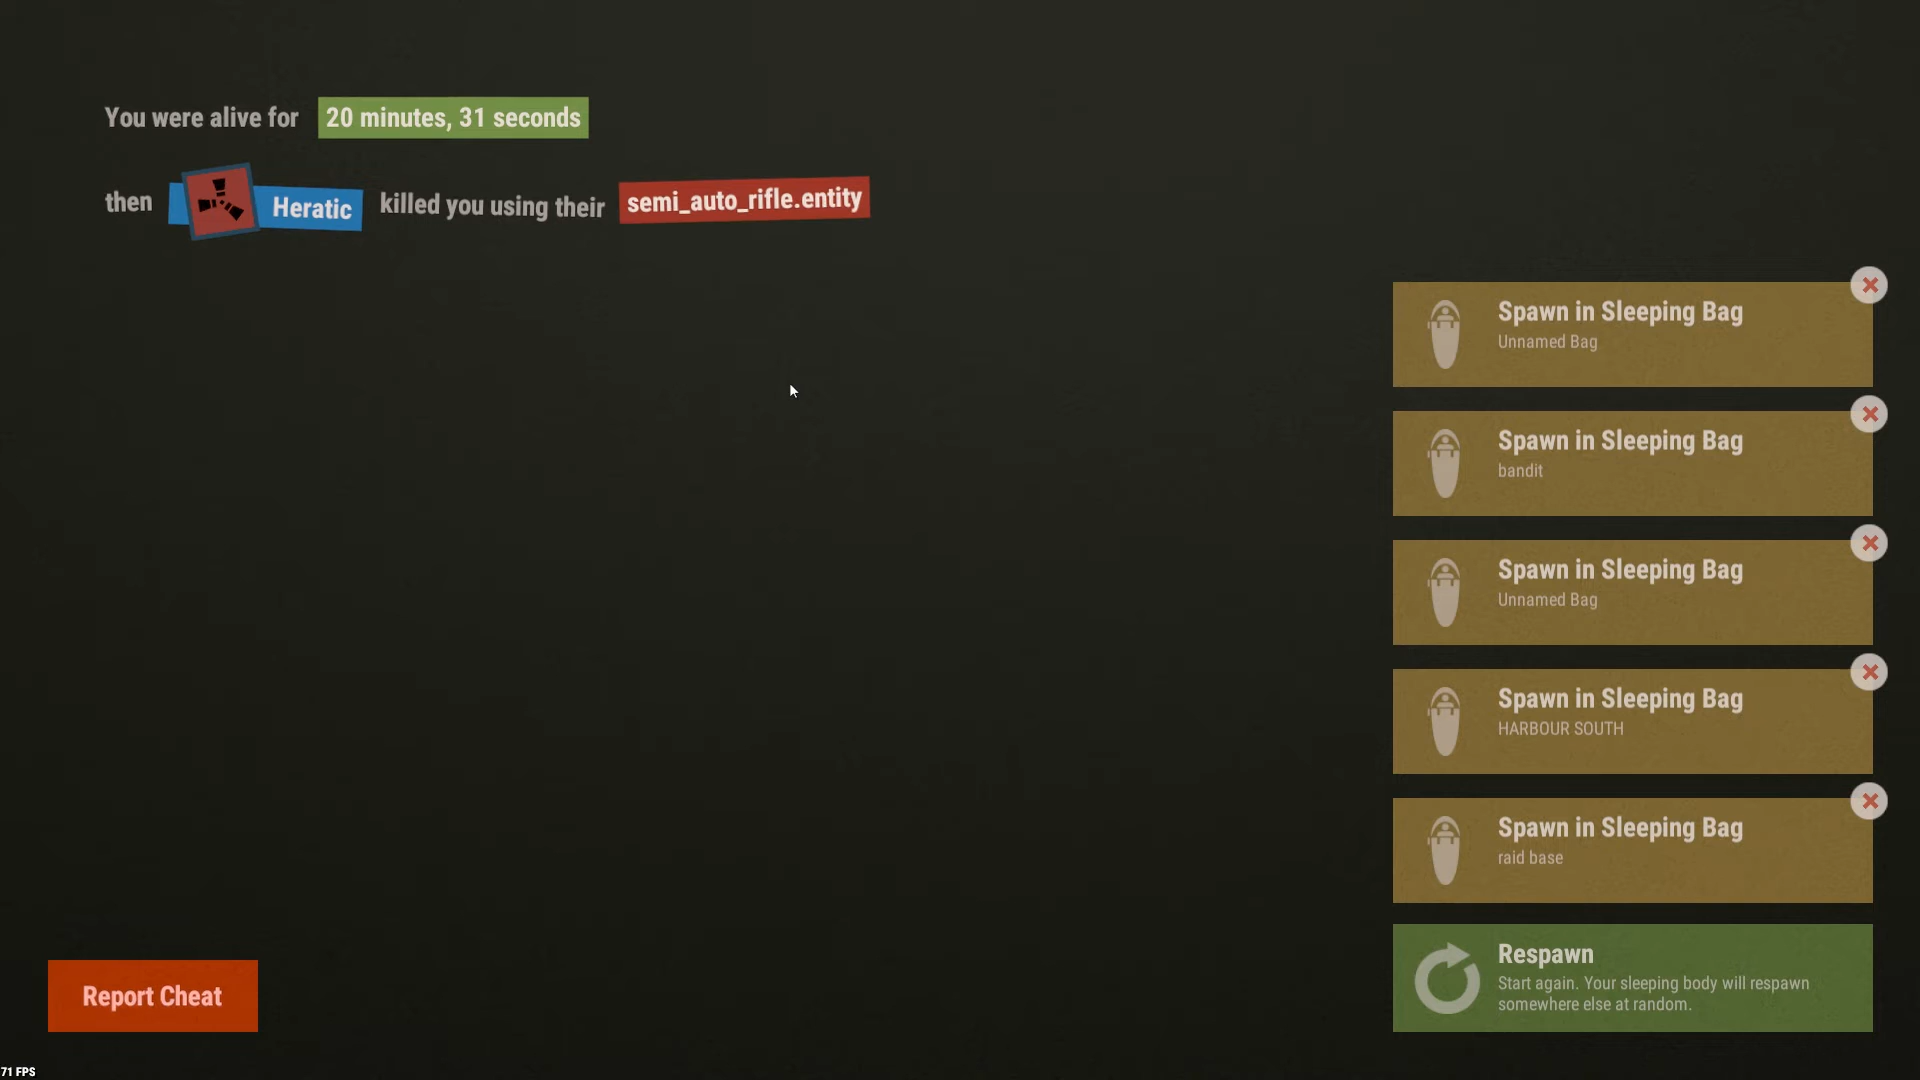 You were alive for 20 minutes, 31 seconds
then Heratic killed you using their semi_auto_rifle.entity
Spawn in Sleeping Bag
Unnamed Bag
Spawn in Sleeping Bag
bandit
Spawn in Sleeping Bag
Unnamed Bag
Spawn in Sleeping Bag
HARBOUR SOUTH
Spawn in Sleeping Bag
raid base
Respawn
Start again. Your sleeping body will respawn
somewhere else at random.
Report Cheat
71 FPS